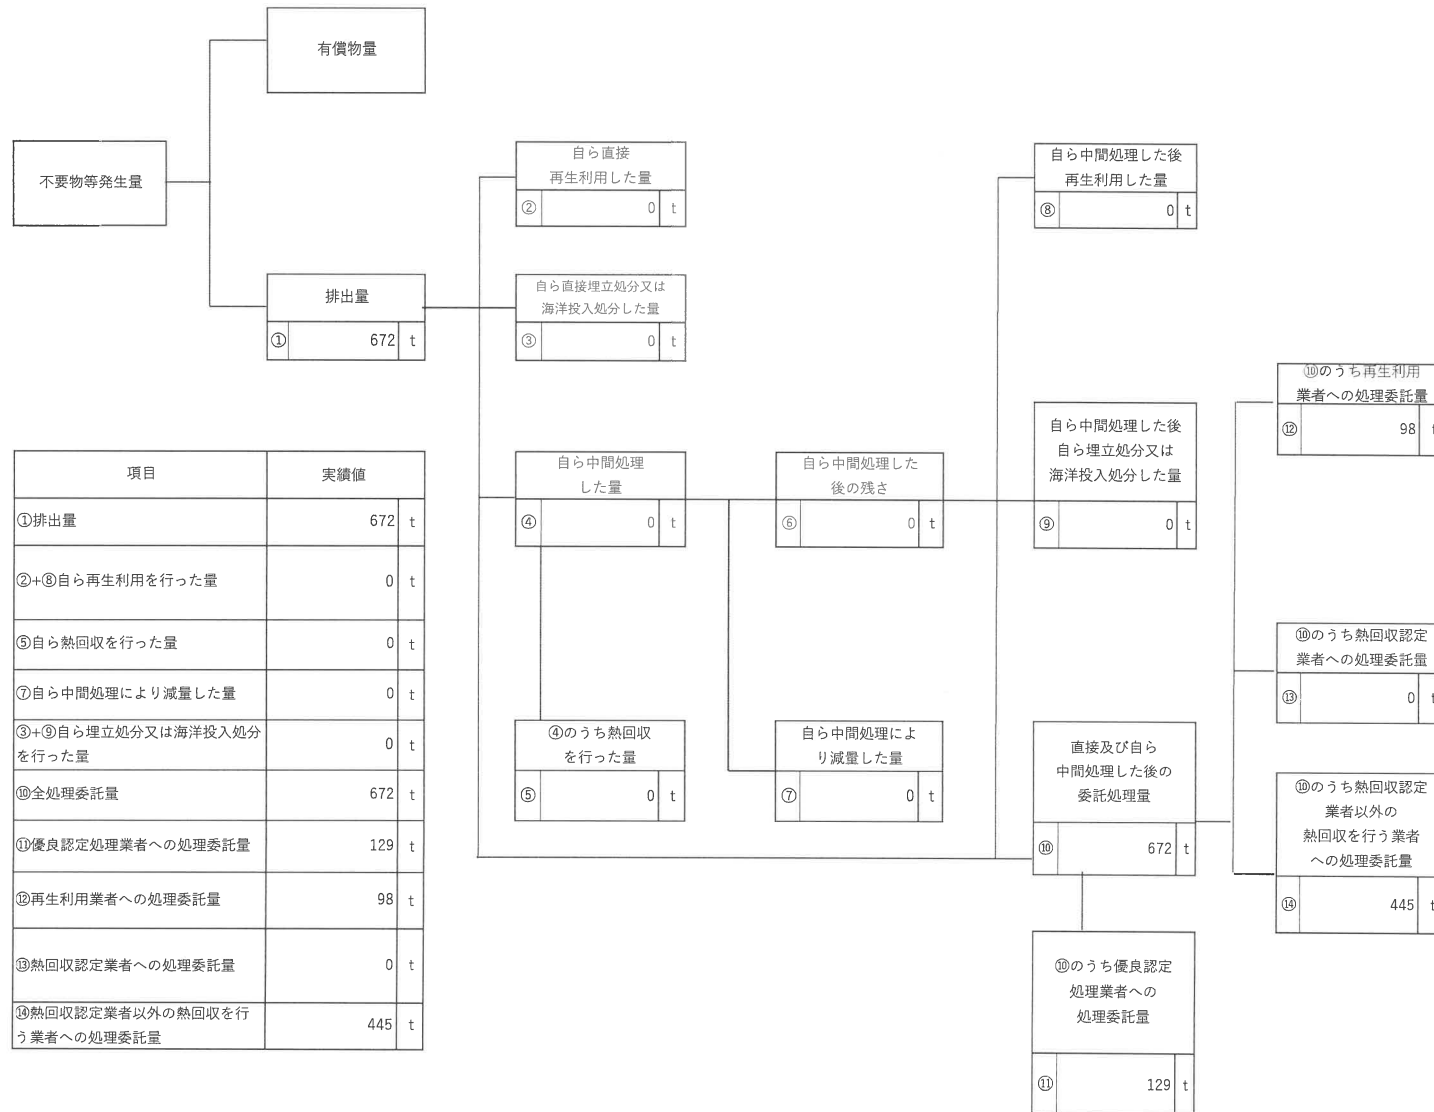 有償物量
不要物等発生量
排出量
① 672 t
自ら直接
再生利用した量
② 0 t
自ら直接埋立処分又は
海洋投入処分した量
③ 0 t
自ら中間処理
した量
④ 0 t
④のうち熱回収
を行った量
⑤ 0 t
自ら中間処理した
後の残さ
⑥ 0 t
自ら中間処理によ
り減量した量
⑦ 0 t
自ら中間処理した後
再生利用した量
⑧ 0 t
自ら中間処理した後
自ら埋立処分又は
海洋投入処分した量
⑨ 0 t
直接及び自ら
中間処理した後の
委託処理量
⑩ 672 t
⑩のうち優良認定
処理業者への
処理委託量
⑪ 129 t
⑩のうち再生利用
業者への処理委託量
⑫ 98 t
⑩のうち熱回収認定
業者への処理委託量
⑬ 0 t
⑩のうち熱回収認定
業者以外の
熱回収を行う業者
への処理委託量
⑭ 445 t
項目 実績値
①排出量 672 t
②+⑧自ら再生利用を行った量 0 t
⑤自ら熱回収を行った量 0 t
⑦自ら中間処理により減量した量 0 t
③+⑨自ら埋立処分又は海洋投入処分
を行った量 0 t
⑩全処理委託量 672 t
⑪優良認定処理業者への処理委託量 129 t
⑫再生利用業者への処理委託量 98 t
⑬熱回収認定業者への処理委託量 0 t
⑭熱回収認定業者以外の熱回収を行
う業者への処理委託量 445 t